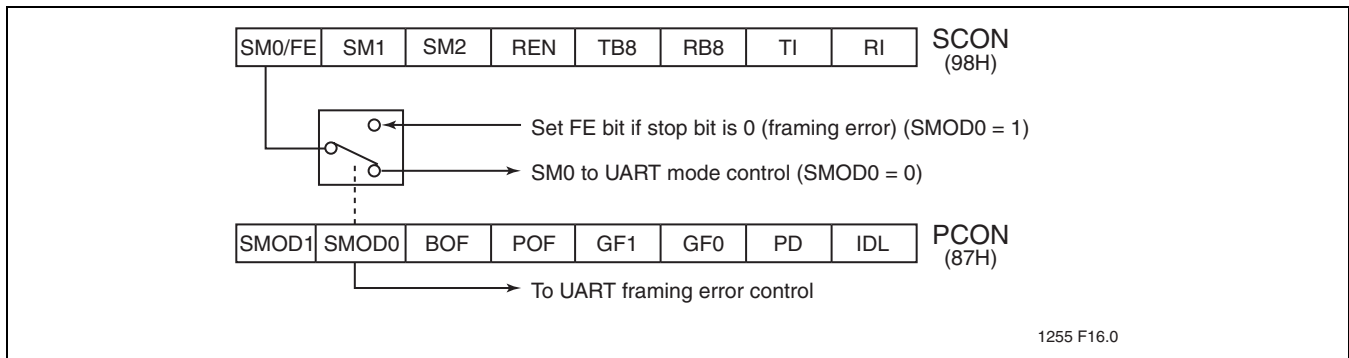 SM0/FE SM1 SM2 REN TB8 RB8 TI RI SCON
(98H)
Set FE bit if stop bit is 0 (framing error) (SMOD0 = 1)
SM0 to UART mode control (SMOD0 = 0)
SMOD1 SMOD0 BOF POF GF1 GF0 PD IDL PCON
(87H)
To UART framing error control
1255 F16.0